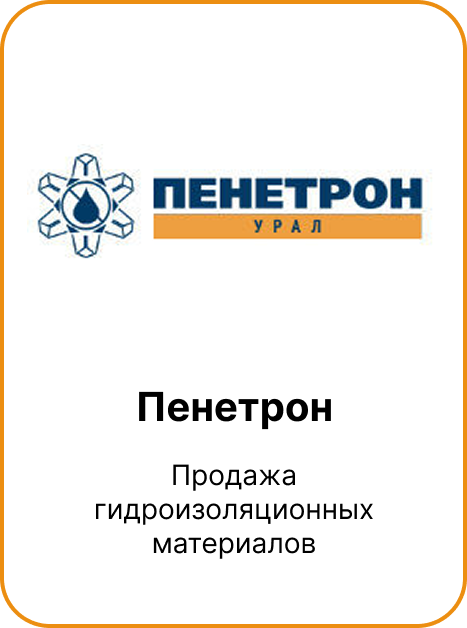 ПЕНЕТРОН
УРАЛ
Пенетрон
Продажа
гидроизоляционных
материалов